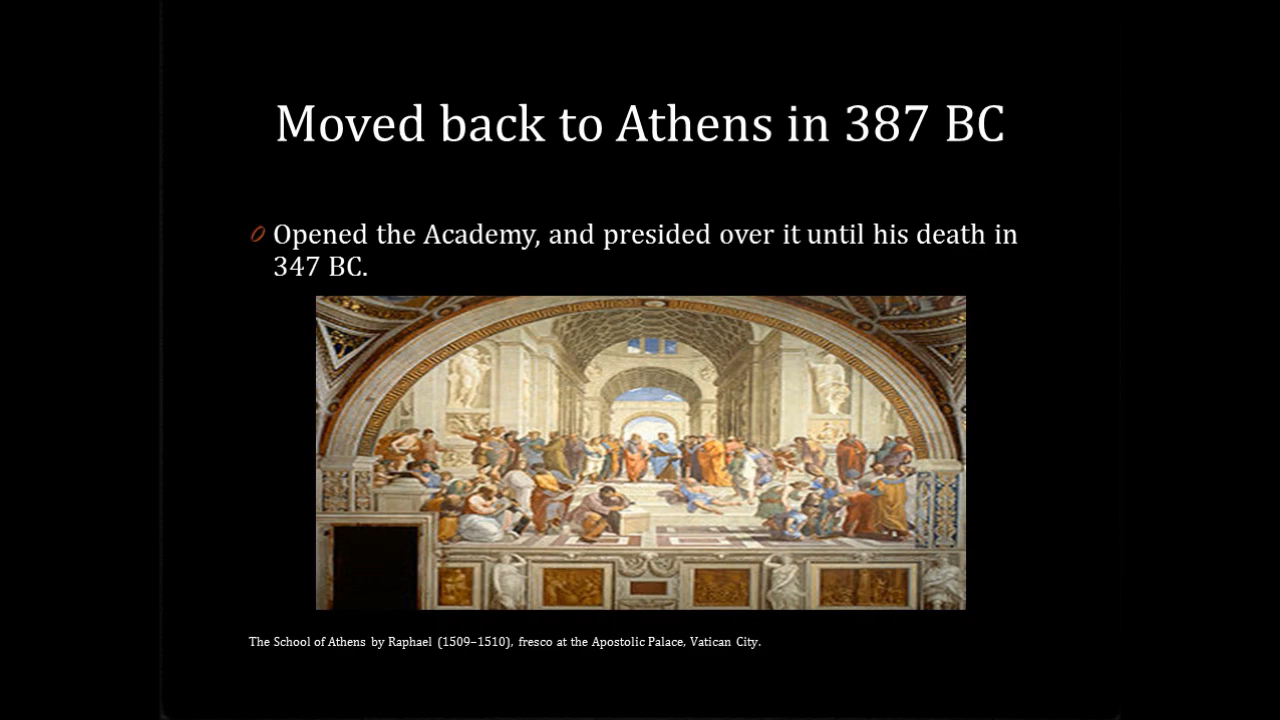 Moved back to Athens in 387 BC
Opened the Academy, and presided over it until his death in
347 BC.
The School of Athens by Raphael (1509–1510), fresco at the Apostolic Palace, Vatican City.